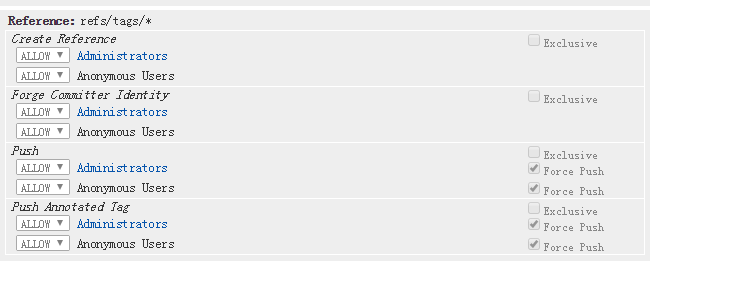 Reference: refs/tags/*
Create Reference
Exclusive
ALLOW ▼ Administrators
ALLOW ▼ Anonymous Users
Forge Committer Identity
Exclusive
ALLOW ▼ Administrators
ALLOW ▼ Anonymous Users
Push
Exclusive
ALLOW ▼ Administrators
Force Push
ALLOW ▼ Anonymous Users
Force Push
Push Annotated Tag
Exclusive
ALLOW ▼ Administrators
Force Push
ALLOW ▼ Anonymous Users
Force Push